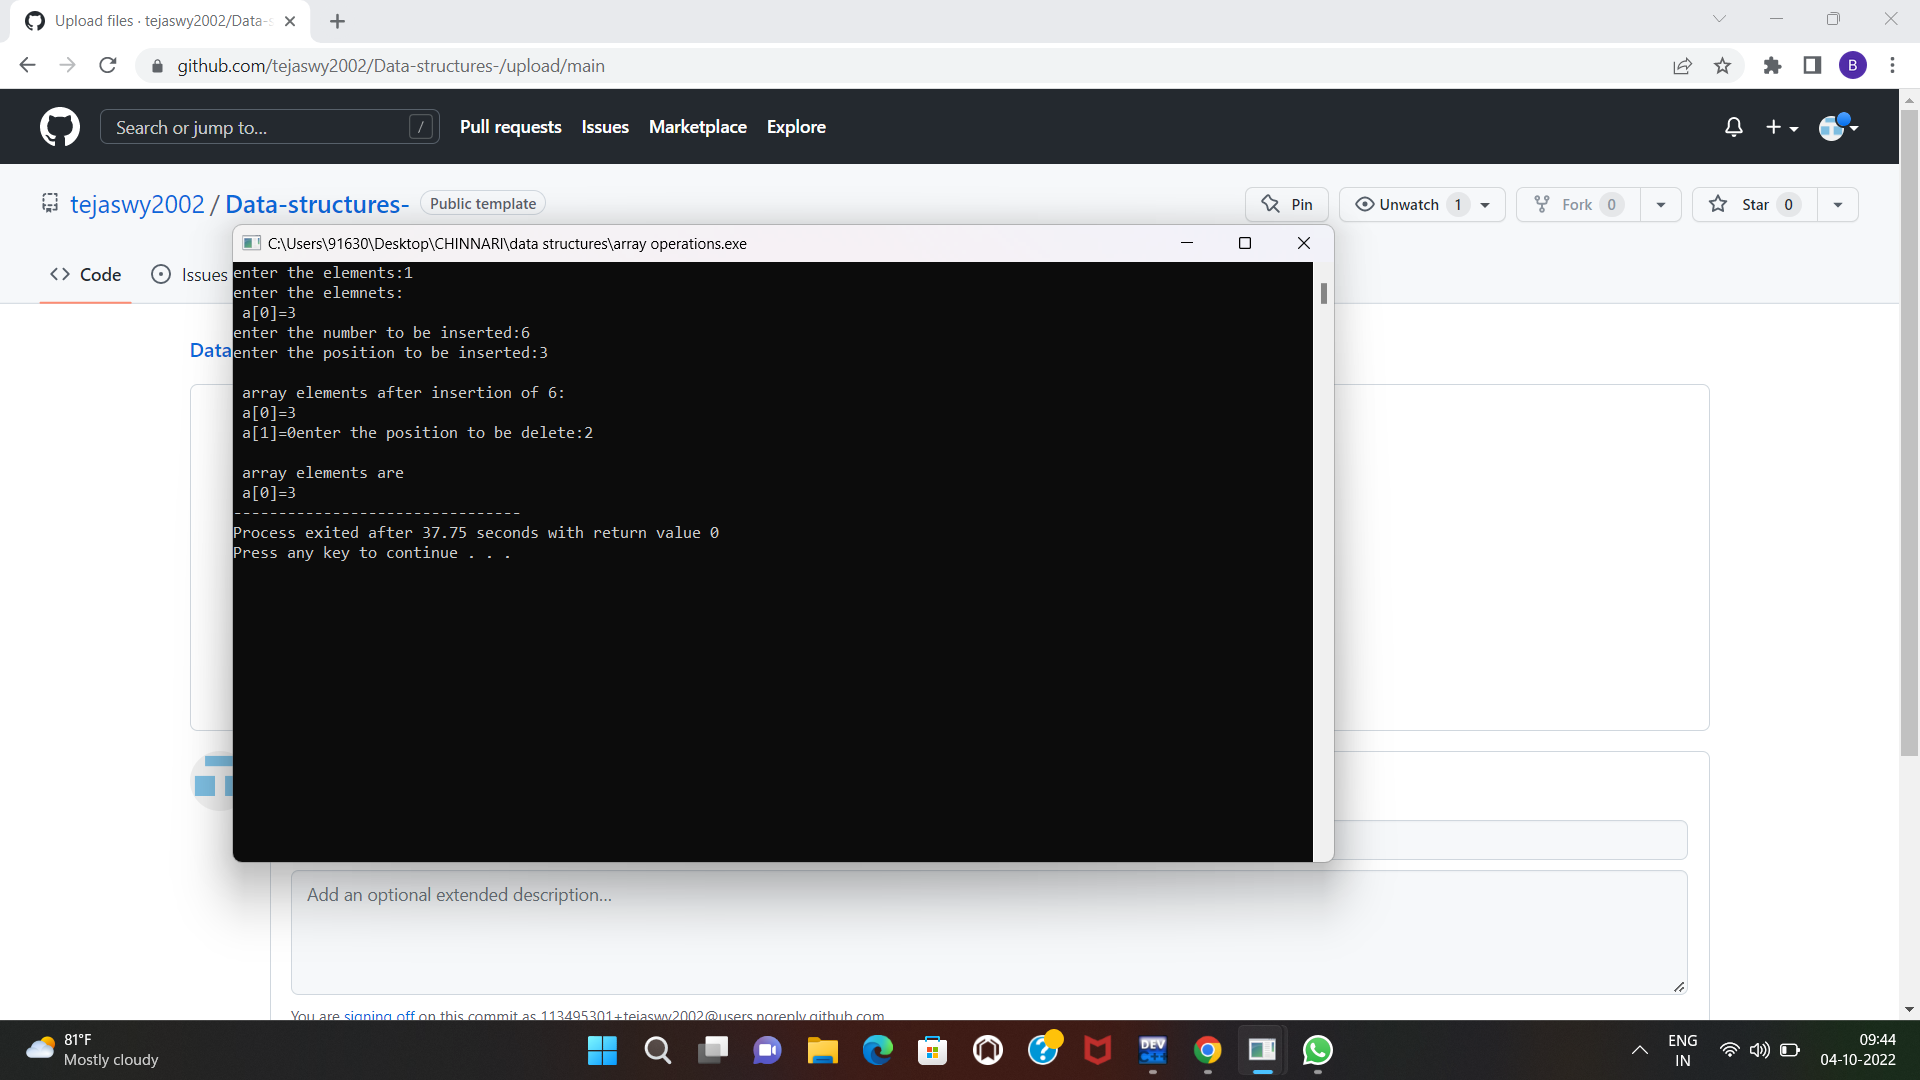 Upload files · tejaswy2002/Data-s
github.com/tejaswy2002/Data-structures-/upload/main
B
Search or jump to...
/
Pull requests
Issues
Marketplace
Explore
tejaswy2002 / Data-structures-
Public template
Pin
Unwatch 1
Fork 0
Star 0
Code
Issues
Data
C:\Users\91630\Desktop\CHINNARI\data structures\array operations.exe
enter the elements:1
enter the elemnets:
a[0]=3
enter the number to be inserted:6
enter the position to be inserted:3
array elements after insertion of 6:
a[0]=3
a[1]=0enter the position to be delete:2
array elements are
a[0]=3
--------------------------------
Process exited after 37.75 seconds with return value 0
Press any key to continue . . .
Add an optional extended description...
You are signing off on this commit as 113495301+tejaswy2002@users.noreply.github.com
81°F
Mostly cloudy
DEV
ENG
IN
09:44
04-10-2022